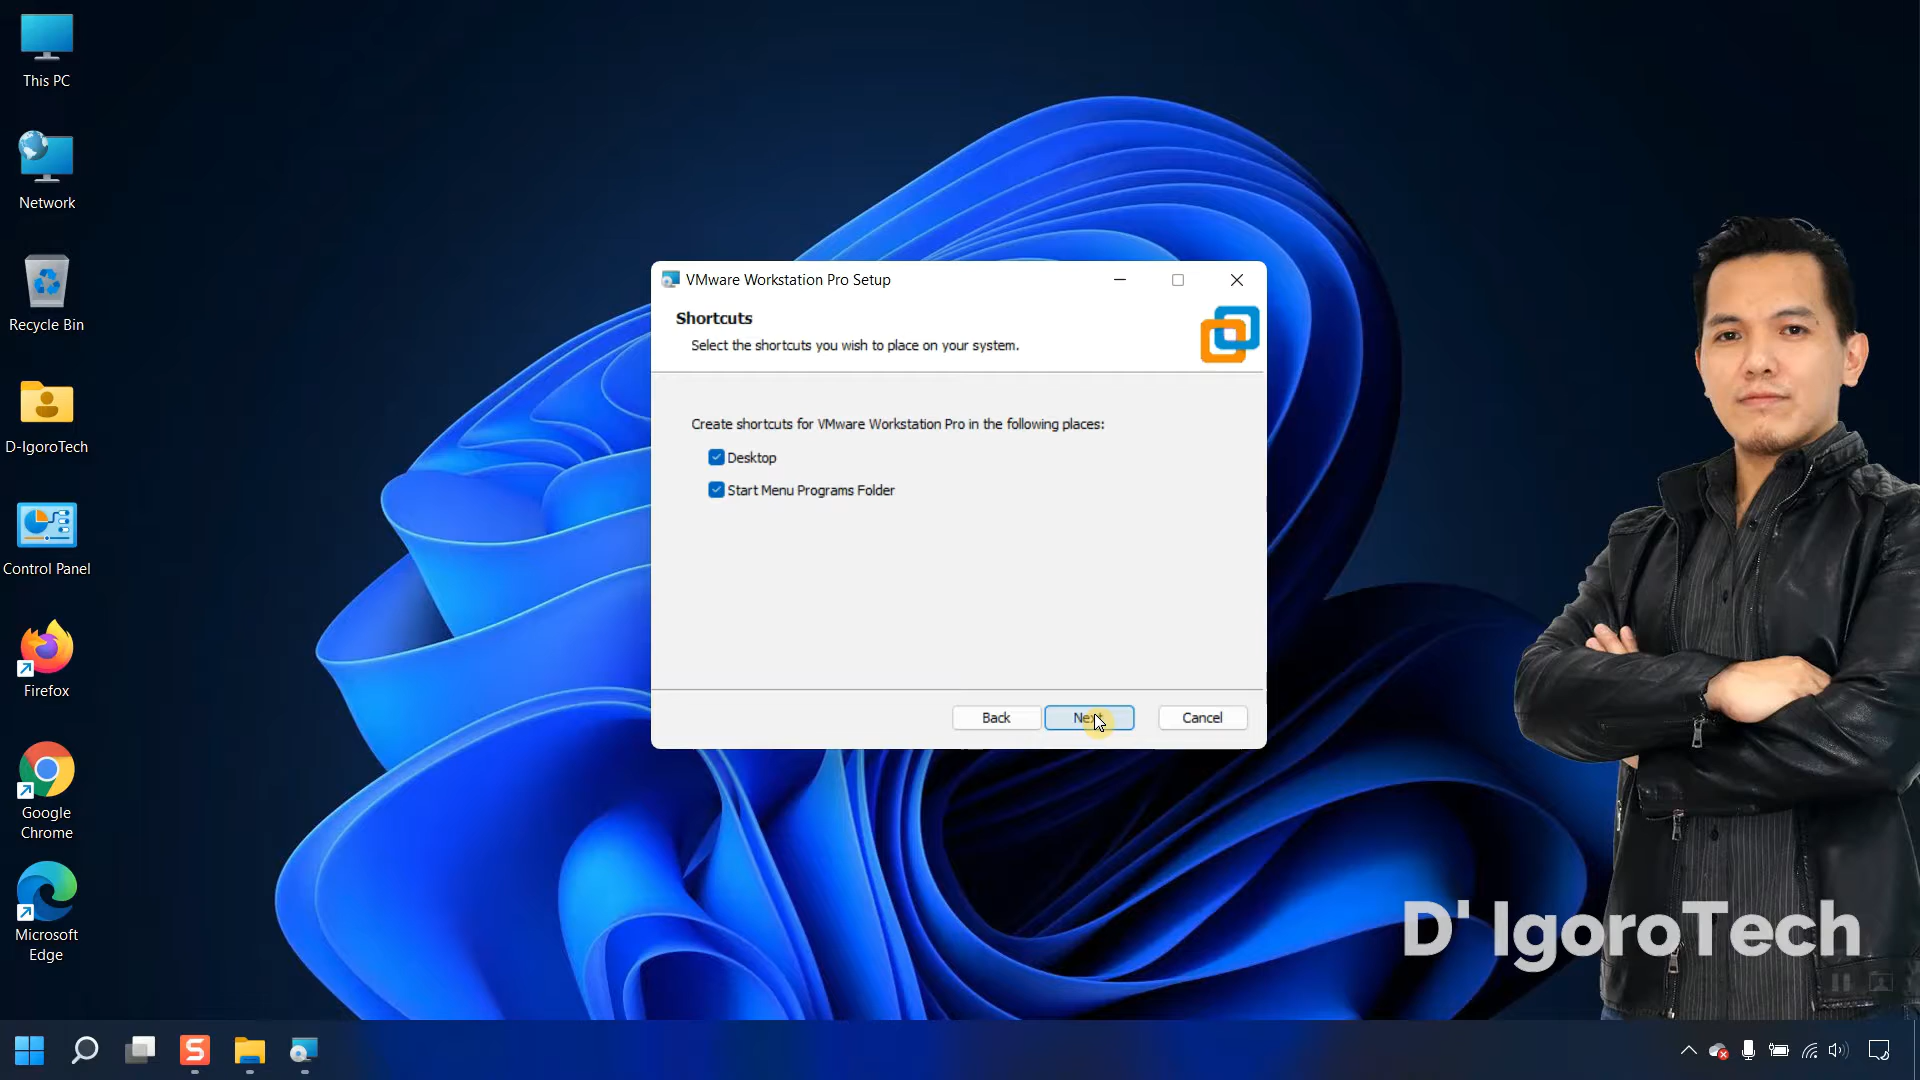 This PC
Network
Recycle Bin
D-IgoroTech
Control Panel
Firefox
Google
Chrome
Microsoft
Edge
VMware Workstation Pro Setup
Shortcuts
Select the shortcuts you wish to place on your system.
Create shortcuts for VMware Workstation Pro in the following places:
Desktop
Start Menu Programs Folder
Back
Next
Cancel
D' IgoroTech